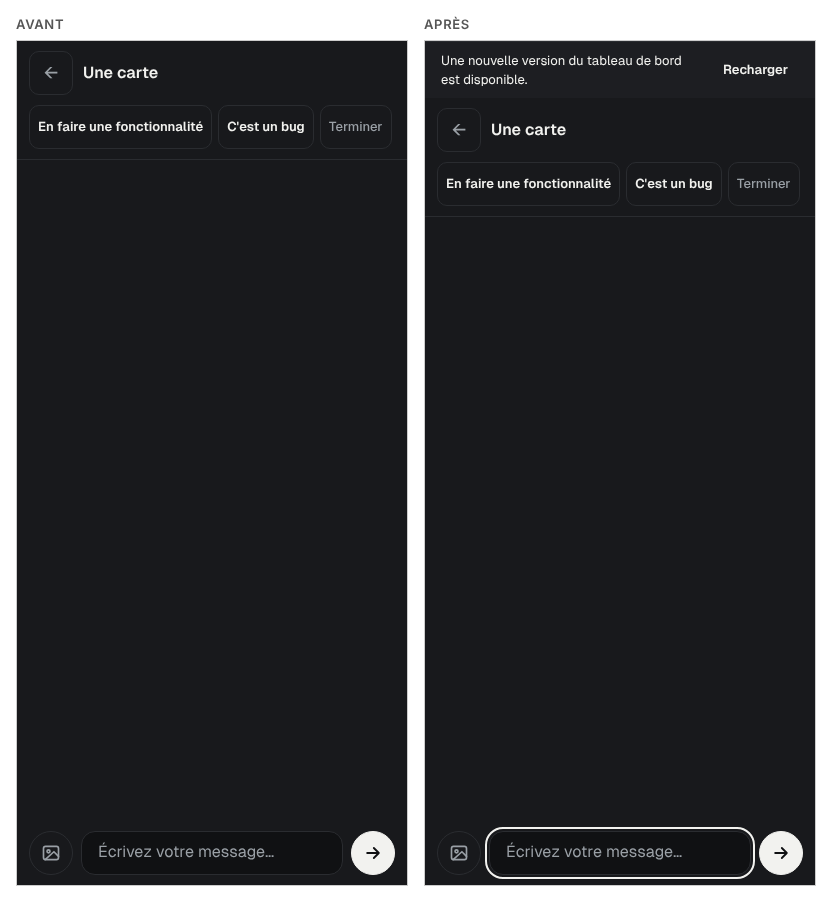 AVANT
Une carte
En faire une fonctionnalité
C'est un bug
Terminer
Écrivez votre message...
APRÈS
Une nouvelle version du tableau de bord
est disponible.
Recharger
Une carte
En faire une fonctionnalité
C'est un bug
Terminer
Écrivez votre message...